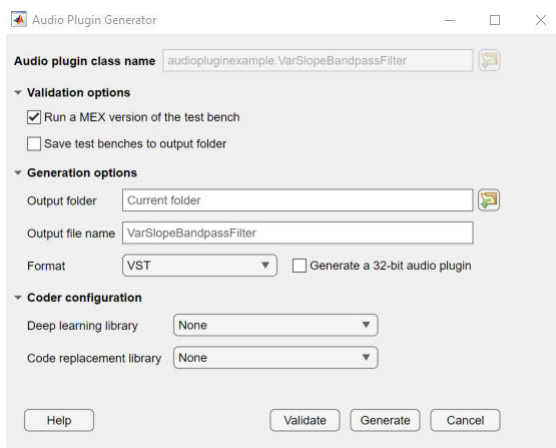 Audio Plugin Generator
Audio plugin class name audiopluginexample.VarSlopeBandpassFilter
Validation options
Run a MEX version of the test bench
Save test benches to output folder
Generation options
Output folder Current folder
Output file name VarSlopeBandpassFilter
Format VST Generate a 32-bit audio plugin
Coder configuration
Deep learning library None
Code replacement library None
Help Validate Generate Cancel